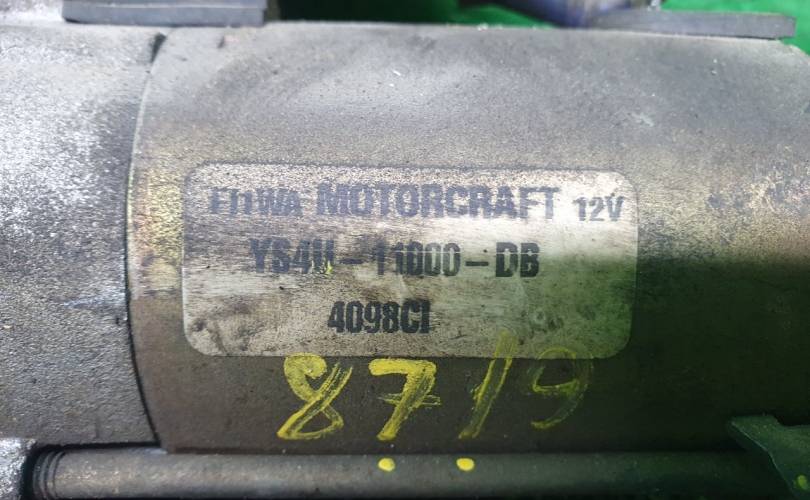 MOTORCRAFT 12V
YS4U-11000-DB
4098CI
8719